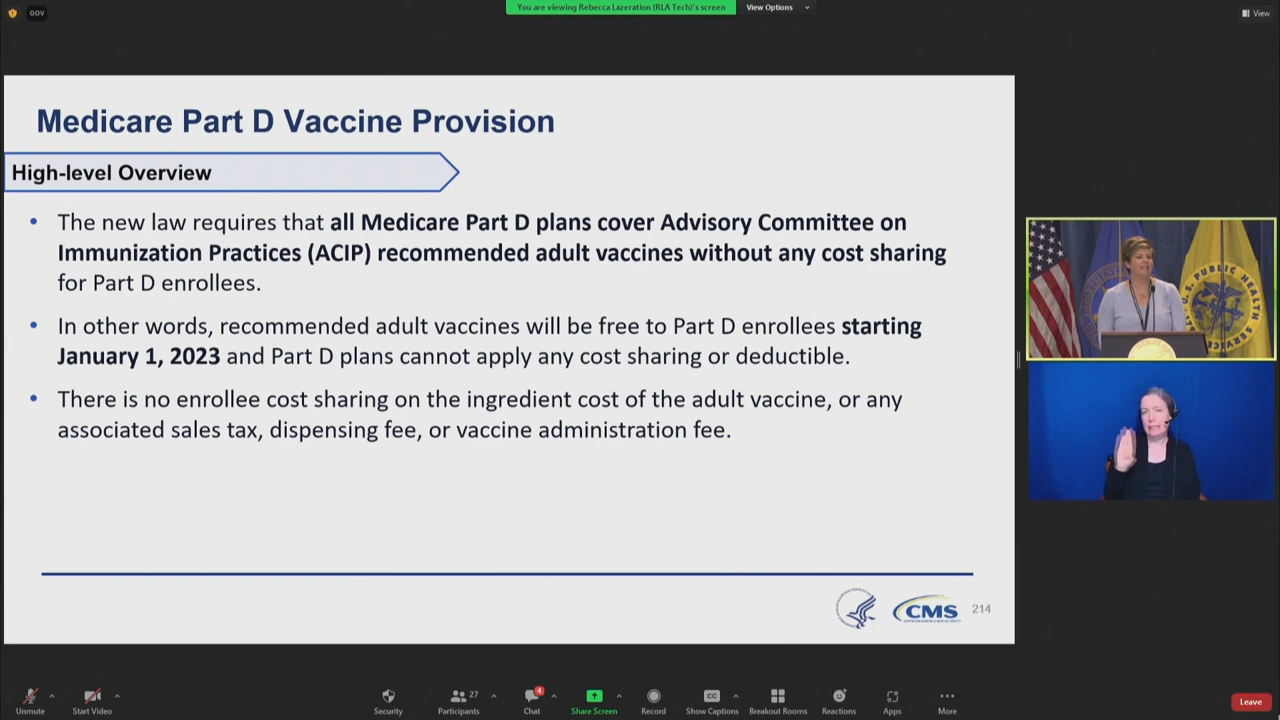 GOV
You are viewing Rebecca Lazeration (RLA Tech)'s screen
View Options
View
Medicare Part D Vaccine Provision
High-level Overview
• The new law requires that all Medicare Part D plans cover Advisory Committee on
Immunization Practices (ACIP) recommended adult vaccines without any cost sharing
for Part D enrollees.
• In other words, recommended adult vaccines will be free to Part D enrollees starting
January 1, 2023 and Part D plans cannot apply any cost sharing or deductible.
• There is no enrollee cost sharing on the ingredient cost of the adult vaccine, or any
associated sales tax, dispensing fee, or vaccine administration fee.
CMS
214
U.S. PUBLIC HEALTH SERVICE
Unmute
Start Video
Security
Participants
27
Chat
4
Share Screen
Record
CC
Show Captions
Breakout Rooms
Reactions
Apps
More
Leave